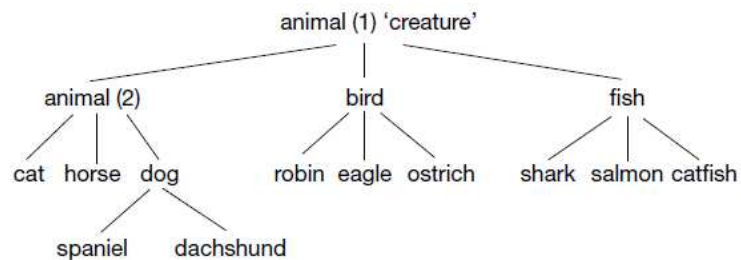 animal (1) ‘creature’
animal (2) bird fish
cat horse dog robin eagle ostrich shark salmon catfish
spaniel dachshund